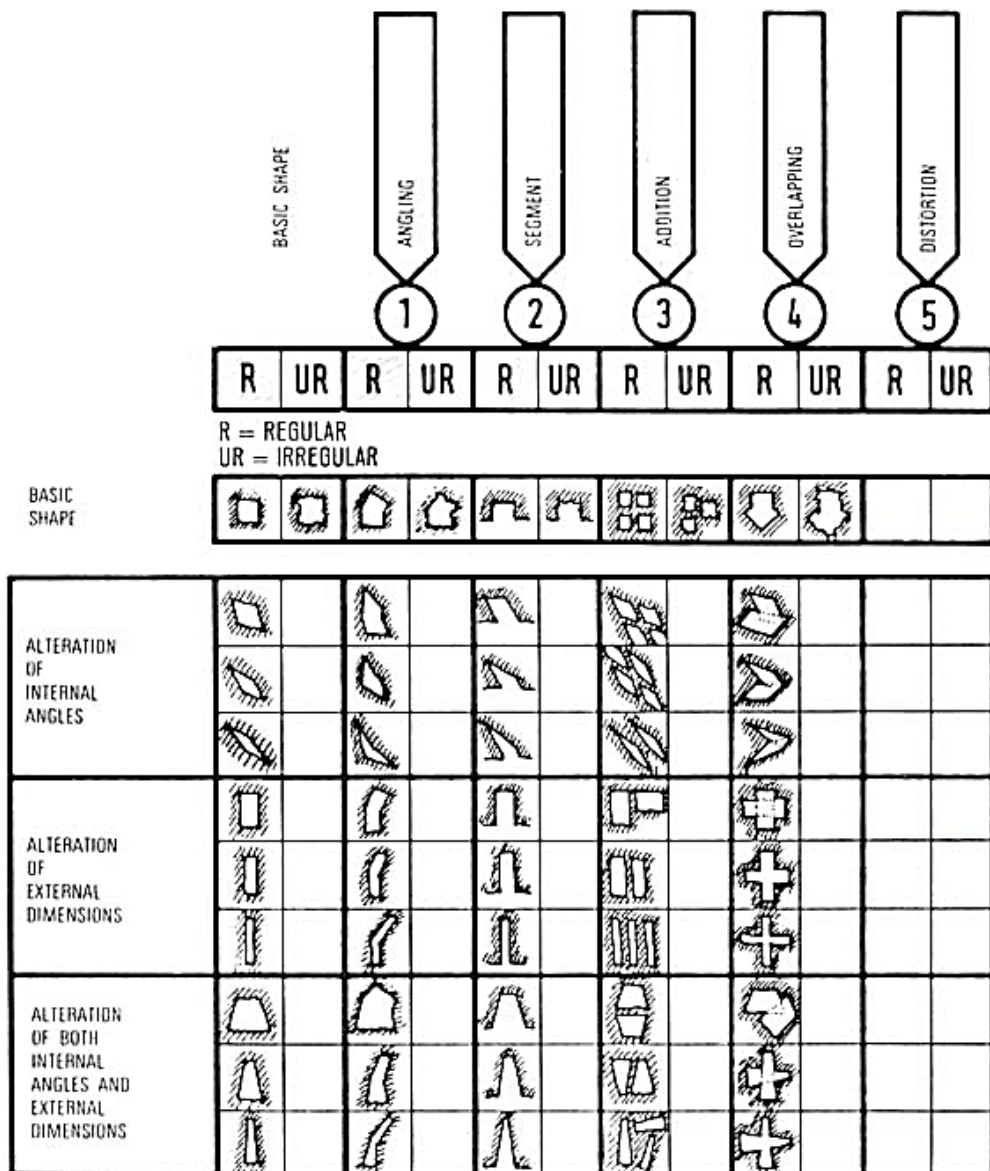 BASIC SHAPE
ANGLING
SEGMENT
ADDITION
OVERLAPPING
DISTORTION
1 2 3 4 5
R UR R UR R UR R UR R UR R UR
R = REGULAR
UR = IRREGULAR
BASIC
SHAPE
ALTERATION
OF
INTERNAL
ANGLES
ALTERATION
OF
EXTERNAL
DIMENSIONS
ALTERATION
OF BOTH
INTERNAL
ANGLES AND
EXTERNAL
DIMENSIONS